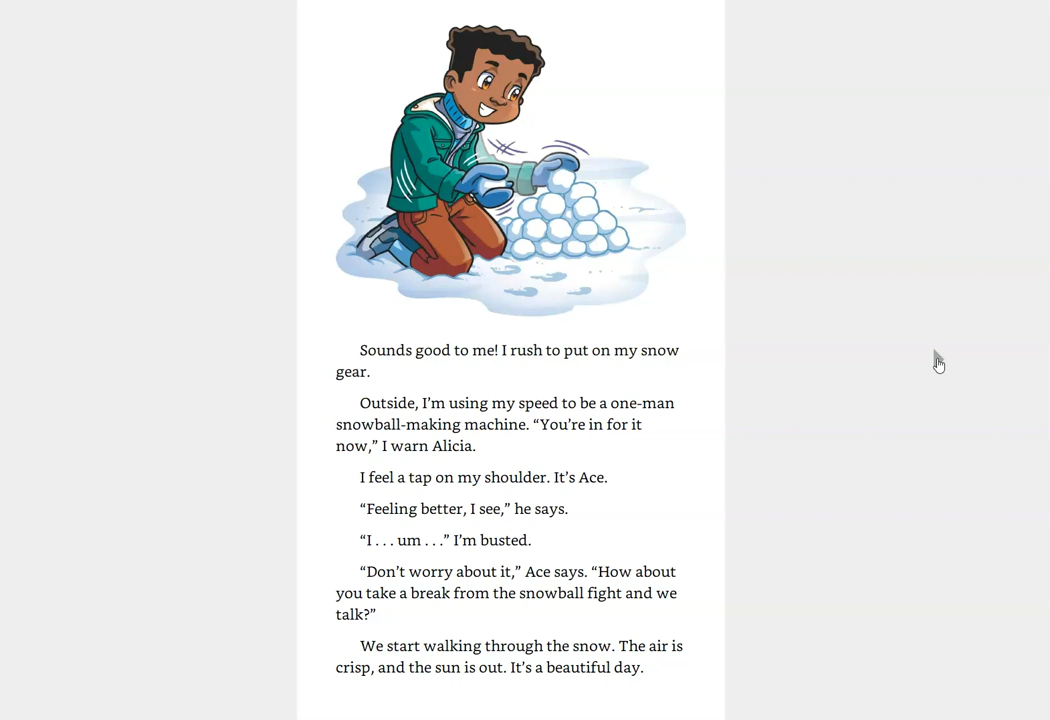 Sounds good to me! I rush to put on my snow
gear.
Outside, I’m using my speed to be a one-man
snowball-making machine. “You’re in for it
now,” I warn Alicia.
I feel a tap on my shoulder. It’s Ace.
“Feeling better, I see,” he says.
“I . . . um . . .” I’m busted.
“Don’t worry about it,” Ace says. “How about
you take a break from the snowball fight and we
talk?”
We start walking through the snow. The air is
crisp, and the sun is out. It’s a beautiful day.